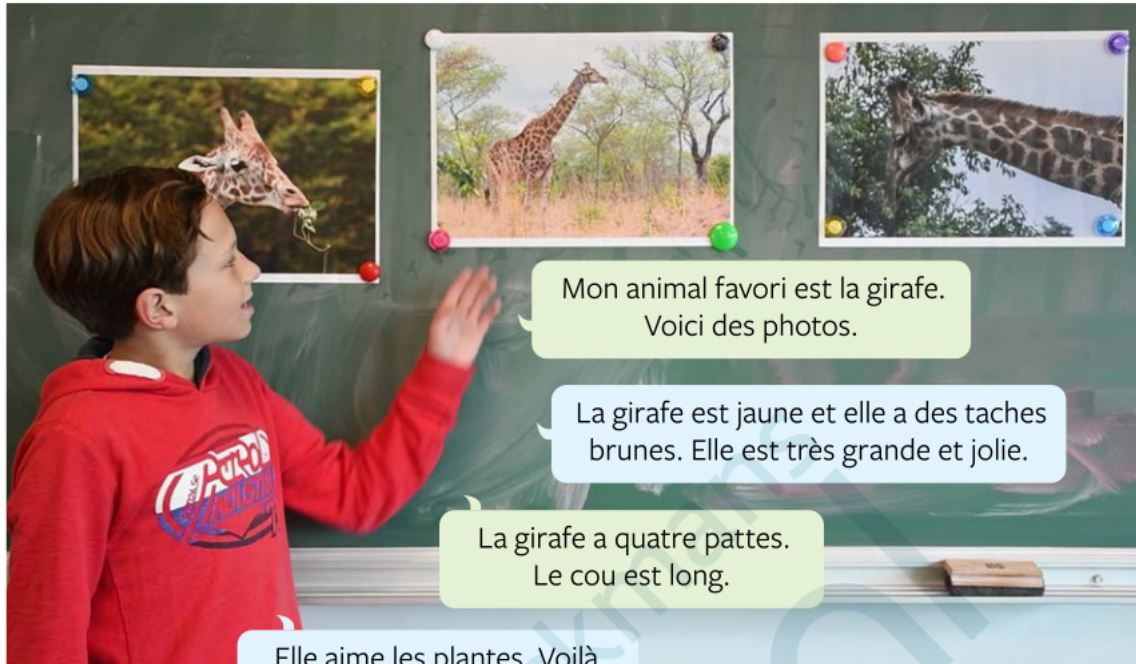 Mon animal favori est la girafe.
Voici des photos.
La girafe est jaune et elle a des taches
brunes. Elle est très grande et jolie.
La girafe a quatre pattes.
Le cou est long.
Elle aime les plantes. Voilà